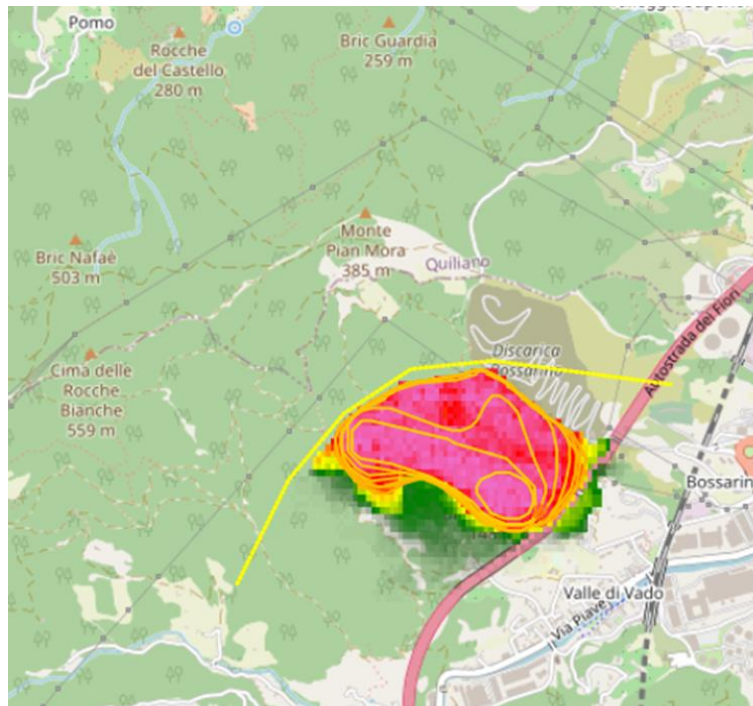 Pomo
Rocche
del Castello
280 m
Bric Guardia
259 m
Bric Nafaè
503 m
Monte
Pian Mora
385 m
Quiliano
Cima delle
Rocche
Bianche
559 m
Discarica
Bossarino
Autostrada dei Fiori
Bossarin
Valle di Vado
Via Piave